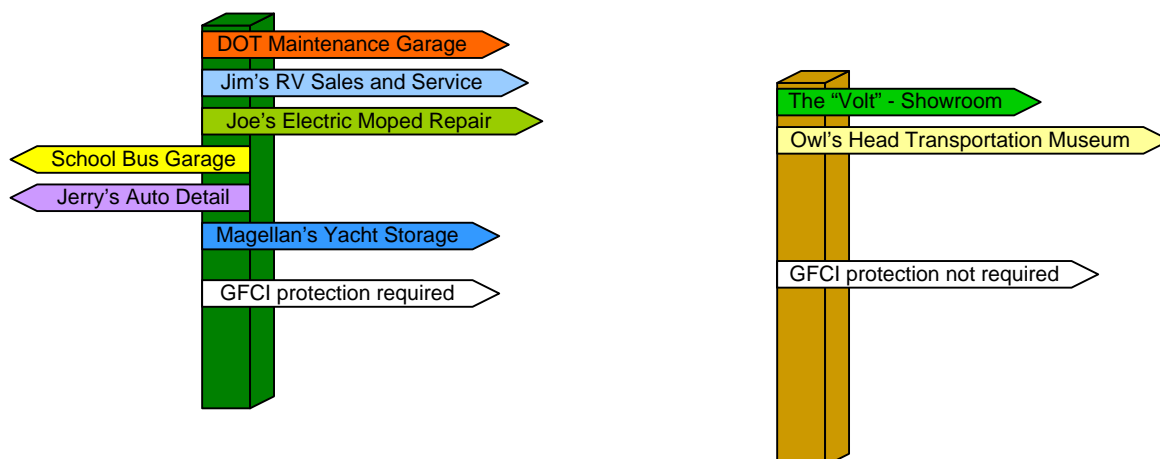 DOT Maintenance Garage
Jim's RV Sales and Service
Joe's Electric Moped Repair
School Bus Garage
Jerry's Auto Detail
Magellan's Yacht Storage
GFCI protection required
The “Volt” - Showroom
Owl's Head Transportation Museum
GFCI protection not required